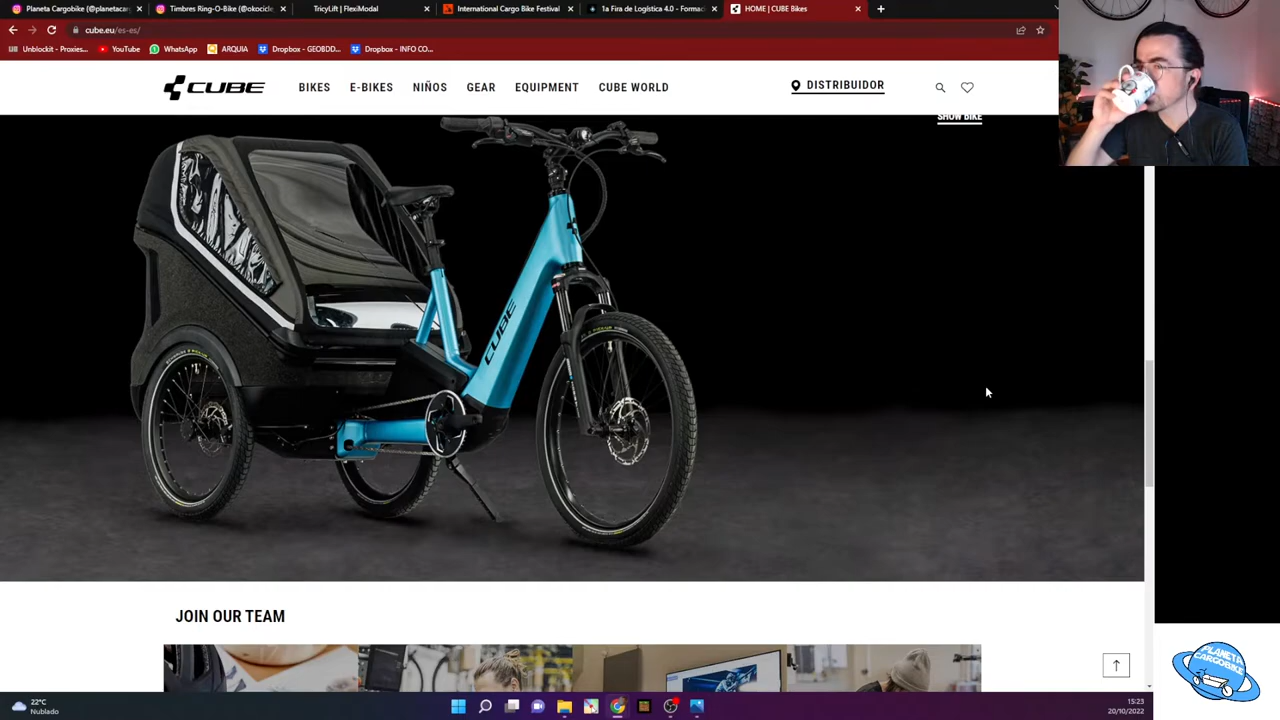 Planeta Cargobike (@planetacar
Timbres Ring-O-Bike (@okocicle
TricyLift | FlexiModal
International Cargo Bike Festival
1a Fira de Logística 4.0 - Formac
HOME | CUBE Bikes
cube.eu/es-es/
Unblockit - Proxies...
YouTube
WhatsApp
ARQUIA
Dropbox - GEOBDD...
Dropbox - INFO CO...
CUBE
BIKES
E-BIKES
NIÑOS
GEAR
EQUIPMENT
CUBE WORLD
DISTRIBUIDOR
SHOW BIKE
CUBE
JOIN OUR TEAM
PLANETA
CARGOBIKE
22°C
Nublado
15:23
20/10/2022